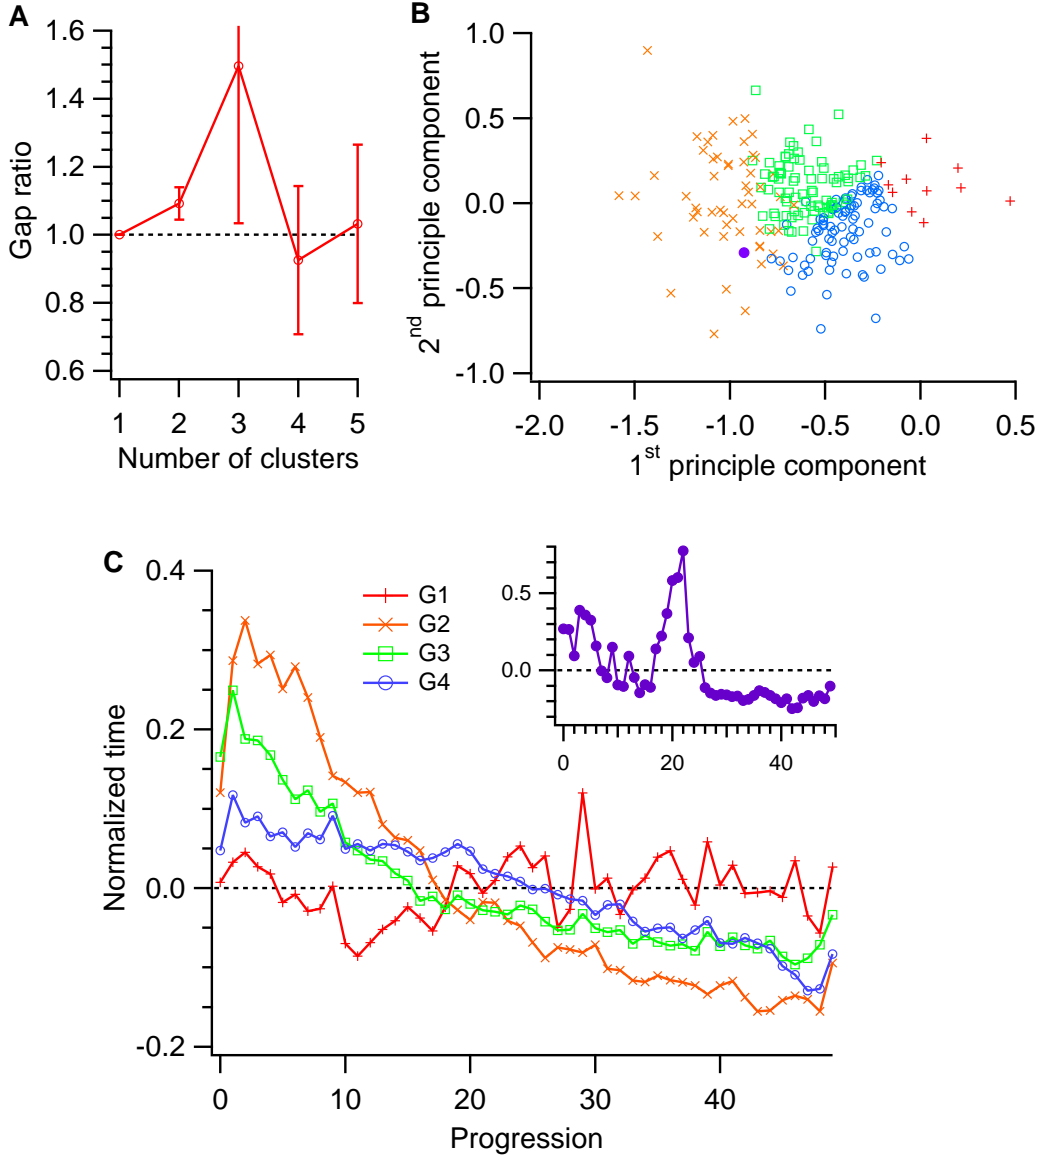 A
1.6
1.4
1.2
1.0
0.8
0.6
Gap ratio
1 2 3 4 5
Number of clusters
B
1.0
0.5
0.0
-0.5
-1.0
2nd principle component
-2.0 -1.5 -1.0 -0.5 0.0 0.5
1st principle component
C
0.4
0.2
0.0
-0.2
Normalized time
G1
G2
G3
G4
0.5
0.0
0 20 40
0 10 20 30 40
Progression